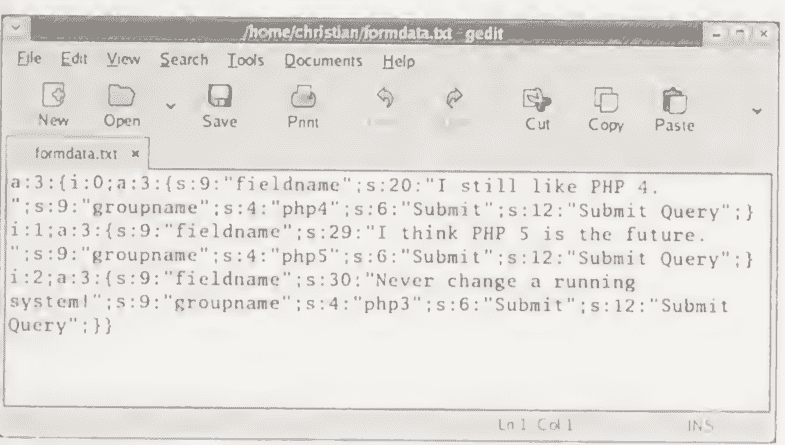 /home/christian/formdata.txt - gedit
File Edit View Search Tools Documents Help
New Open Save Print Cut Copy Paste
formdata.txt ×
a:3:{i:0;a:3:{s:9:"fieldname";s:20:"I still like PHP 4.
";s:9:"groupname";s:4:"php4";s:6:"Submit";s:12:"Submit Query";}
i:1;a:3:{s:9:"fieldname";s:29:"I think PHP 5 is the future.
";s:9:"groupname";s:4:"php5";s:6:"Submit";s:12:"Submit Query";}
i:2;a:3:{s:9:"fieldname";s:30:"Never change a running
system!";s:9:"groupname";s:4:"php3";s:6:"Submit";s:12:"Submit
Query";}}
Ln 1 Col 1 INS